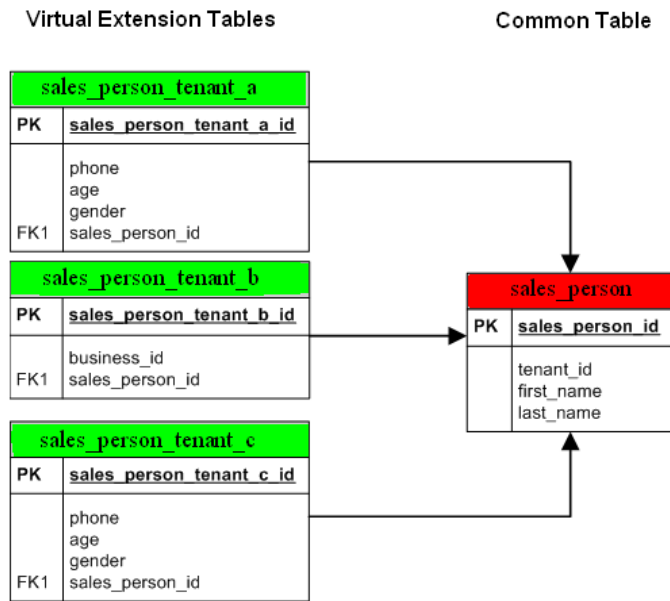 Virtual Extension Tables
Common Table
sales_person_tenant_a
PK sales_person_tenant_a_id
phone
age
gender
FK1 sales_person_id
sales_person_tenant_b
PK sales_person_tenant_b_id
business_id
FK1 sales_person_id
sales_person_tenant_c
PK sales_person_tenant_c_id
phone
age
gender
FK1 sales_person_id
sales_person
PK sales_person_id
tenant_id
first_name
last_name